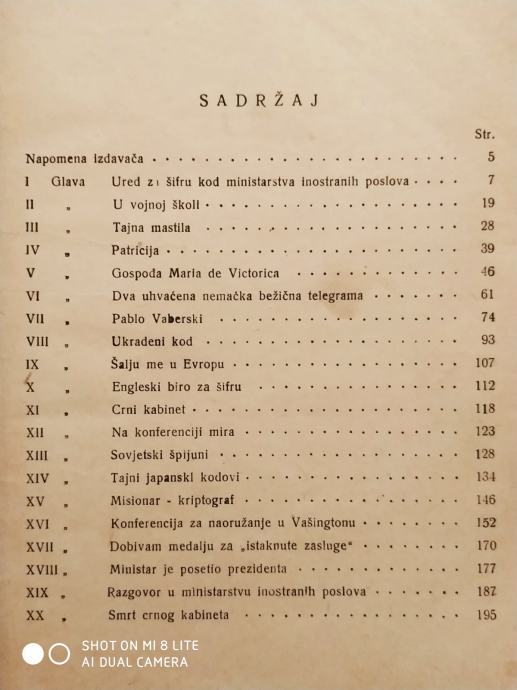 SADRŽAJ
Str.
Napomena izdavača . . . . . . . . . . . . . . . . . . 5
I Glava Ured za šifru kod ministarstva inostranih poslova . . . . 7
II „ U vojnoj školi . . . . . . . . . . . . . . . . 19
III „ Tajna mastila . . . . . . . . . . . . . . . . 28
IV „ Patricija . . . . . . . . . . . . . . . . . . 39
V „ Gospođa Maria de Victorica . . . . . . . . . . 46
VI „ Dva uhvaćena nemačka bežična telegrama . . . . . . 61
VII „ Pablo Vaberski . . . . . . . . . . . . . . . 74
VIII „ Ukradeni kod . . . . . . . . . . . . . . . . 93
IX „ Šalju me u Evropu . . . . . . . . . . . . . . 107
X „ Engleski biro za šifru . . . . . . . . . . . . 112
XI „ Crni kabinet . . . . . . . . . . . . . . . . . 118
XII „ Na konferenciji mira . . . . . . . . . . . . . 123
XIII „ Sovjetski špijuni . . . . . . . . . . . . . . 128
XIV „ Tajni japanski kodovi . . . . . . . . . . . . . 134
XV „ Misionar - kriptograf . . . . . . . . . . . . . 146
XVI „ Konferencija za naoružanje u Vašingtonu . . . . . . 152
XVII „ Dobivam medalju za „istaknute zasluge“ . . . . . . 170
XVIII „ Ministar je posetio prezidenta . . . . . . . . . 177
XIX „ Razgovor u ministarstvu inostranih poslova . . . . . 187
XX „ Smrt crnog kabineta . . . . . . . . . . . . . 195
SHOT ON MI 8 LITE
AI DUAL CAMERA